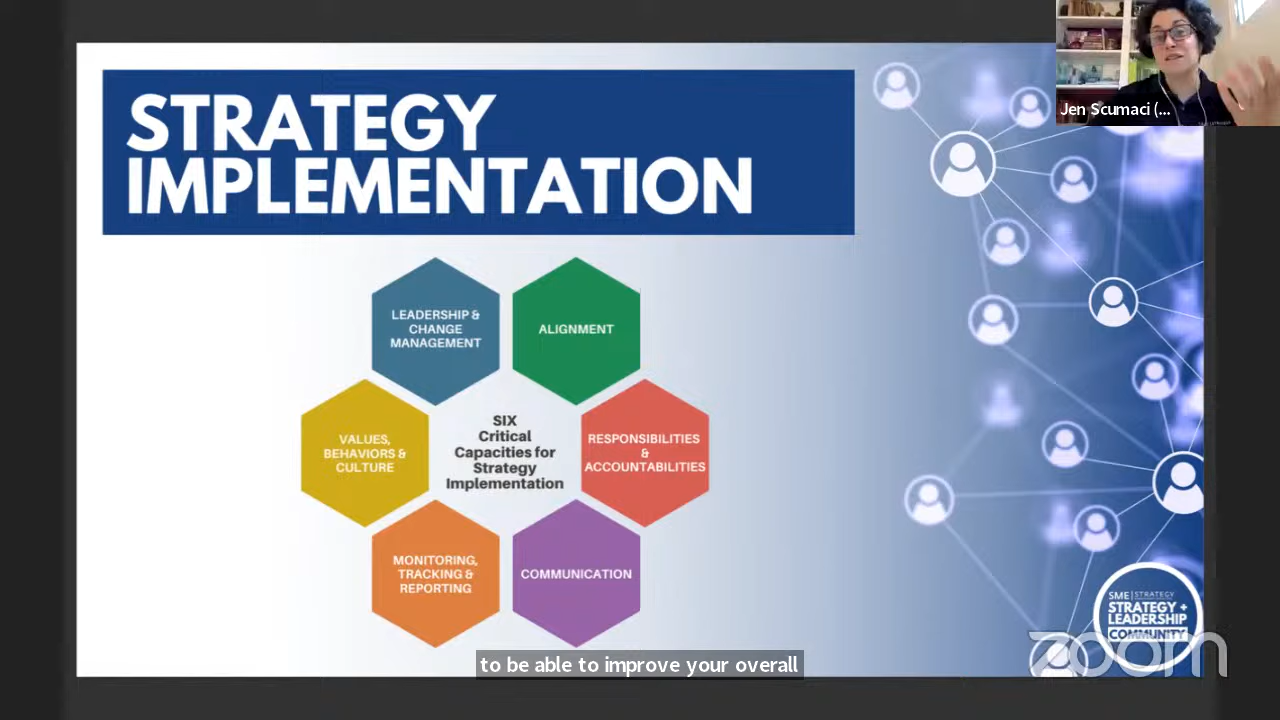 Jen Scumaci (...
STRATEGY
IMPLEMENTATION
LEADERSHIP &
CHANGE
MANAGEMENT
ALIGNMENT
VALUES,
BEHAVIORS &
CULTURE
SIX
Critical
Capacities for
Strategy
Implementation
RESPONSIBILITIES
&
ACCOUNTABILITIES
MONITORING,
TRACKING &
REPORTING
COMMUNICATION
SME | STRATEGY
STRATEGY +
LEADERSHIP
COMMUNITY
zoom
to be able to improve your overall